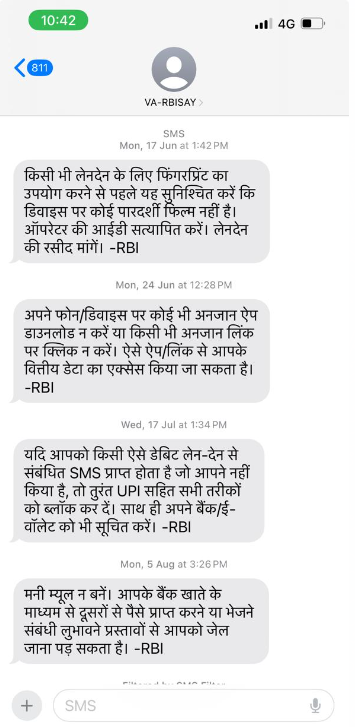 10:42
4G
811
VA-RBISAY
SMS
Mon, 17 Jun at 1:42 PM
किसी भी लेनदेन के लिए फिंगरप्रिंट का
उपयोग करने से पहले यह सुनिश्चित करें कि
डिवाइस पर कोई पारदर्शी फिल्म नहीं है।
ऑपरेटर की आईडी सत्यापित करें। लेनदेन
की रसीद मांगें। -RBI
Mon, 24 Jun at 12:28 PM
अपने फोन/डिवाइस पर कोई भी अनजान ऐप
डाउनलोड न करें या किसी भी अनजान लिंक
पर क्लिक न करें। ऐसे ऐप/लिंक से आपके
वित्तीय डेटा का एक्सेस किया जा सकता है।
-RBI
Wed, 17 Jul at 1:34 PM
यदि आपको किसी ऐसे डेबिट लेन-देन से
संबंधित SMS प्राप्त होता है जो आपने नहीं
किया है, तो तुरंत UPI सहित सभी तरीकों
को ब्लॉक कर दें। साथ ही अपने बैंक/ई-
वॉलेट को भी सूचित करें। -RBI
Mon, 5 Aug at 3:26 PM
मनी म्यूल न बनें। आपके बैंक खाते के
माध्यम से दूसरों से पैसे प्राप्त करने या भेजने
संबंधी लुभावने प्रस्तावों से आपको जेल
जाना पड़ सकता है। -RBI
Filtered by SMS Filter
SMS